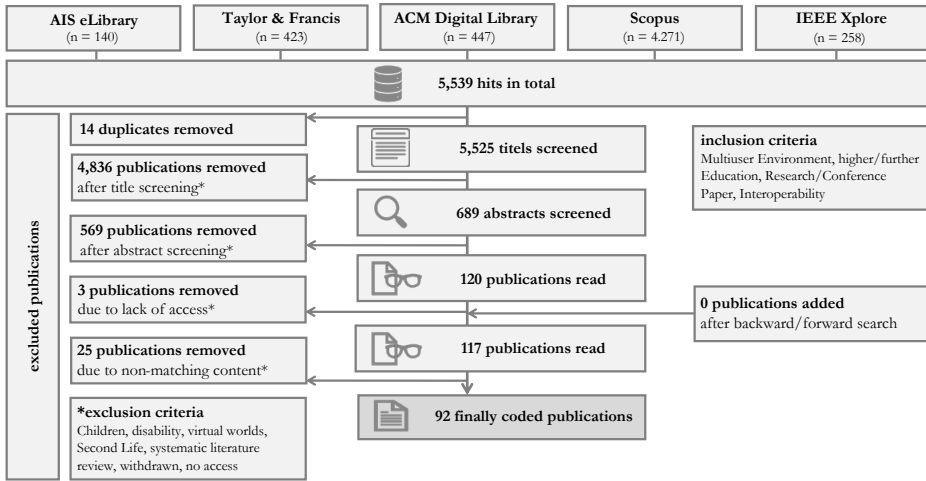 AIS eLibrary
(n = 140)
Taylor & Francis
(n = 423)
ACM Digital Library
(n = 447)
Scopus
(n = 4.271)
IEEE Xplore
(n = 258)
5,539 hits in total
excluded publications
14 duplicates removed
5,525 titels screened
inclusion criteria
Multiuser Environment, higher/further
Education, Research/Conference
Paper, Interoperability
4,836 publications removed
after title screening*
689 abstracts screened
569 publications removed
after abstract screening*
120 publications read
3 publications removed
due to lack of access*
0 publications added
after backward/forward search
117 publications read
25 publications removed
due to non-matching content*
92 finally coded publications
*exclusion criteria
Children, disability, virtual worlds,
Second Life, systematic literature
review, withdrawn, no access